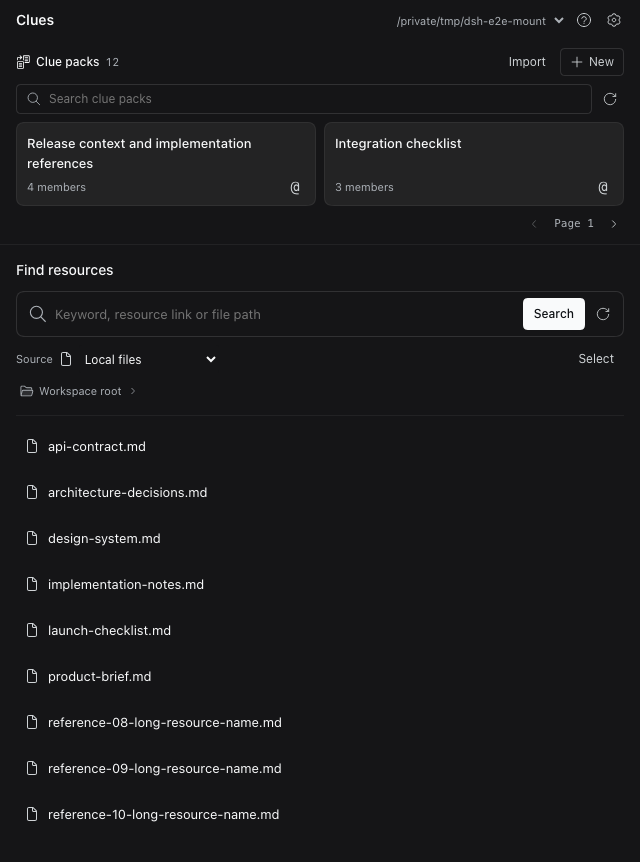 Clues
/private/tmp/dsh-e2e-mount
Clue packs 12
Import
New
Search clue packs
Release context and implementation
references
4 members
@
Integration checklist
3 members
@
Page 1
Find resources
Keyword, resource link or file path
Search
Source
Local files
Select
Workspace root
api-contract.md
architecture-decisions.md
design-system.md
implementation-notes.md
launch-checklist.md
product-brief.md
reference-08-long-resource-name.md
reference-09-long-resource-name.md
reference-10-long-resource-name.md